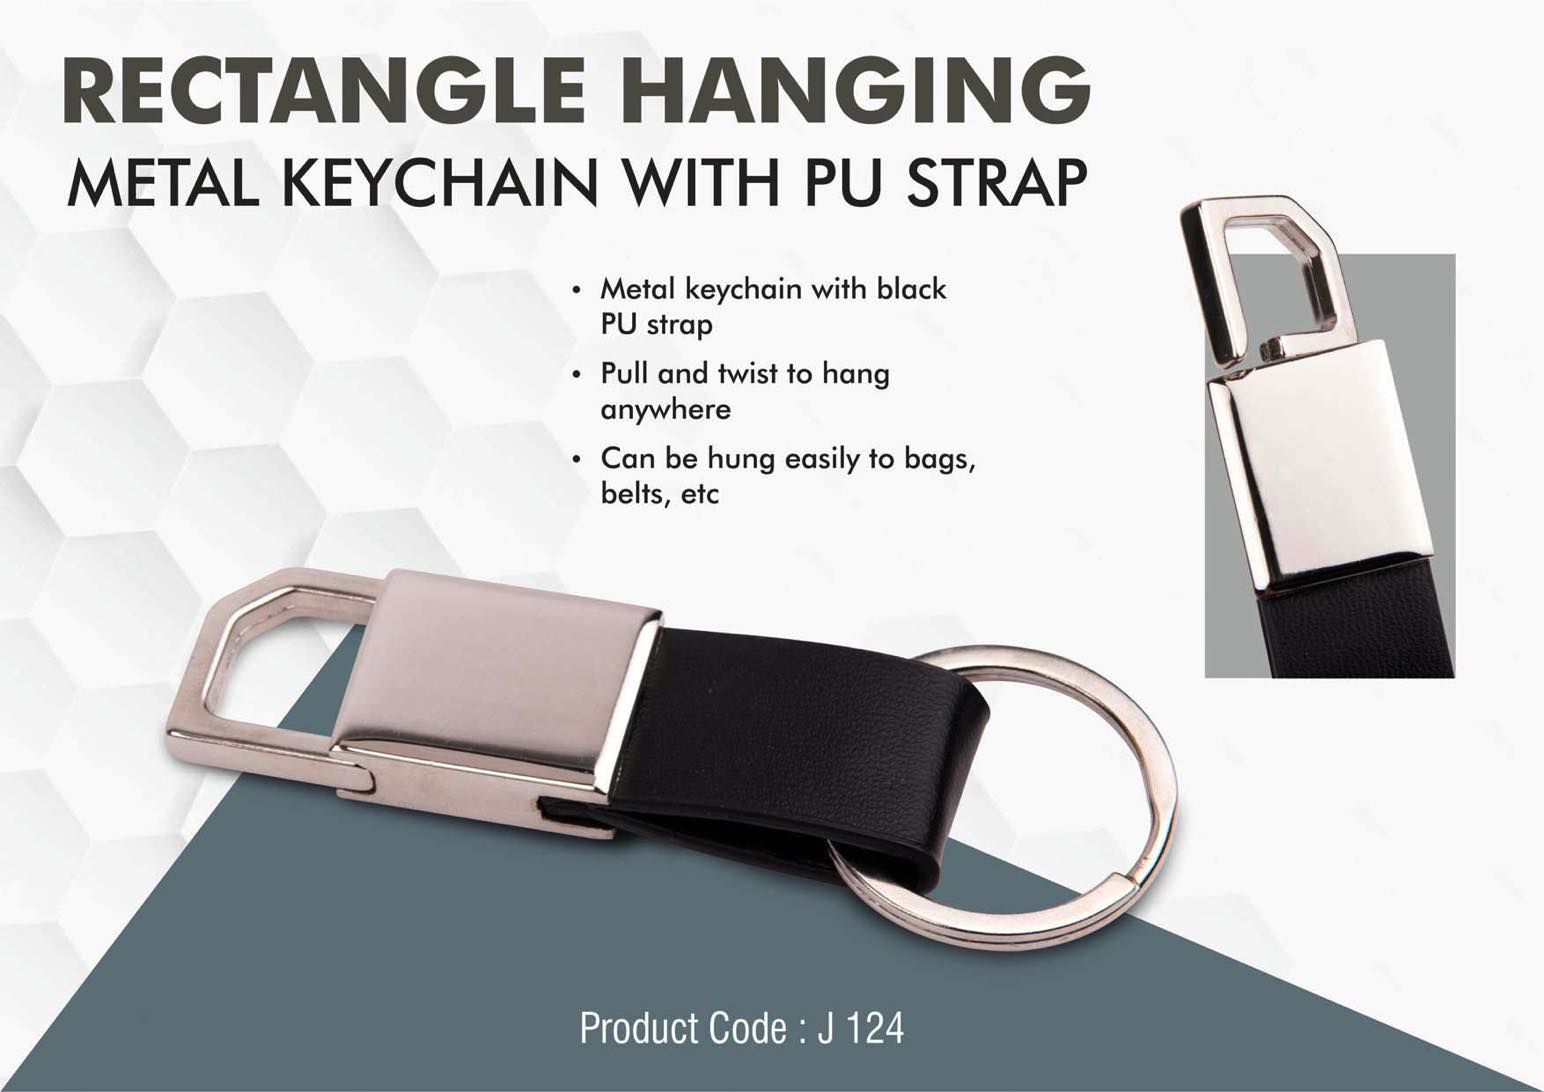 RECTANGLE HANGING
METAL KEYCHAIN WITH PU STRAP
• Metal keychain with black
PU strap
• Pull and twist to hang
anywhere
• Can be hung easily to bags,
belts, etc
Product Code : J 124